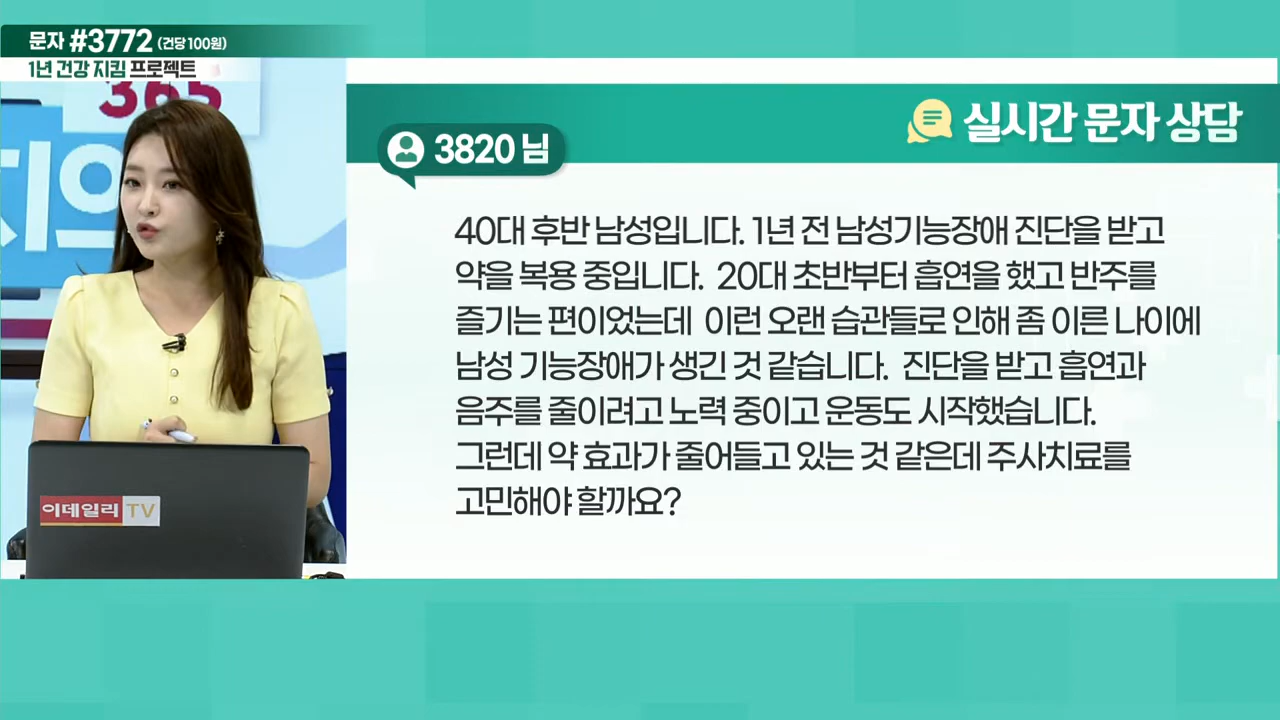 문자 #3772 (건당 100원)
1년 건강 지킴 프로젝트
365
치의
실시간 문자 상담
3820 님
40대 후반 남성입니다. 1년 전 남성기능장애 진단을 받고
약을 복용 중입니다. 20대 초반부터 흡연을 했고 반주를
즐기는 편이었는데 이런 오랜 습관들로 인해 좀 이른 나이에
남성 기능장애가 생긴 것 같습니다. 진단을 받고 흡연과
음주를 줄이려고 노력 중이고 운동도 시작했습니다.
그런데 약 효과가 줄어들고 있는 것 같은데 주사치료를
고민해야 할까요?
이데일리 TV